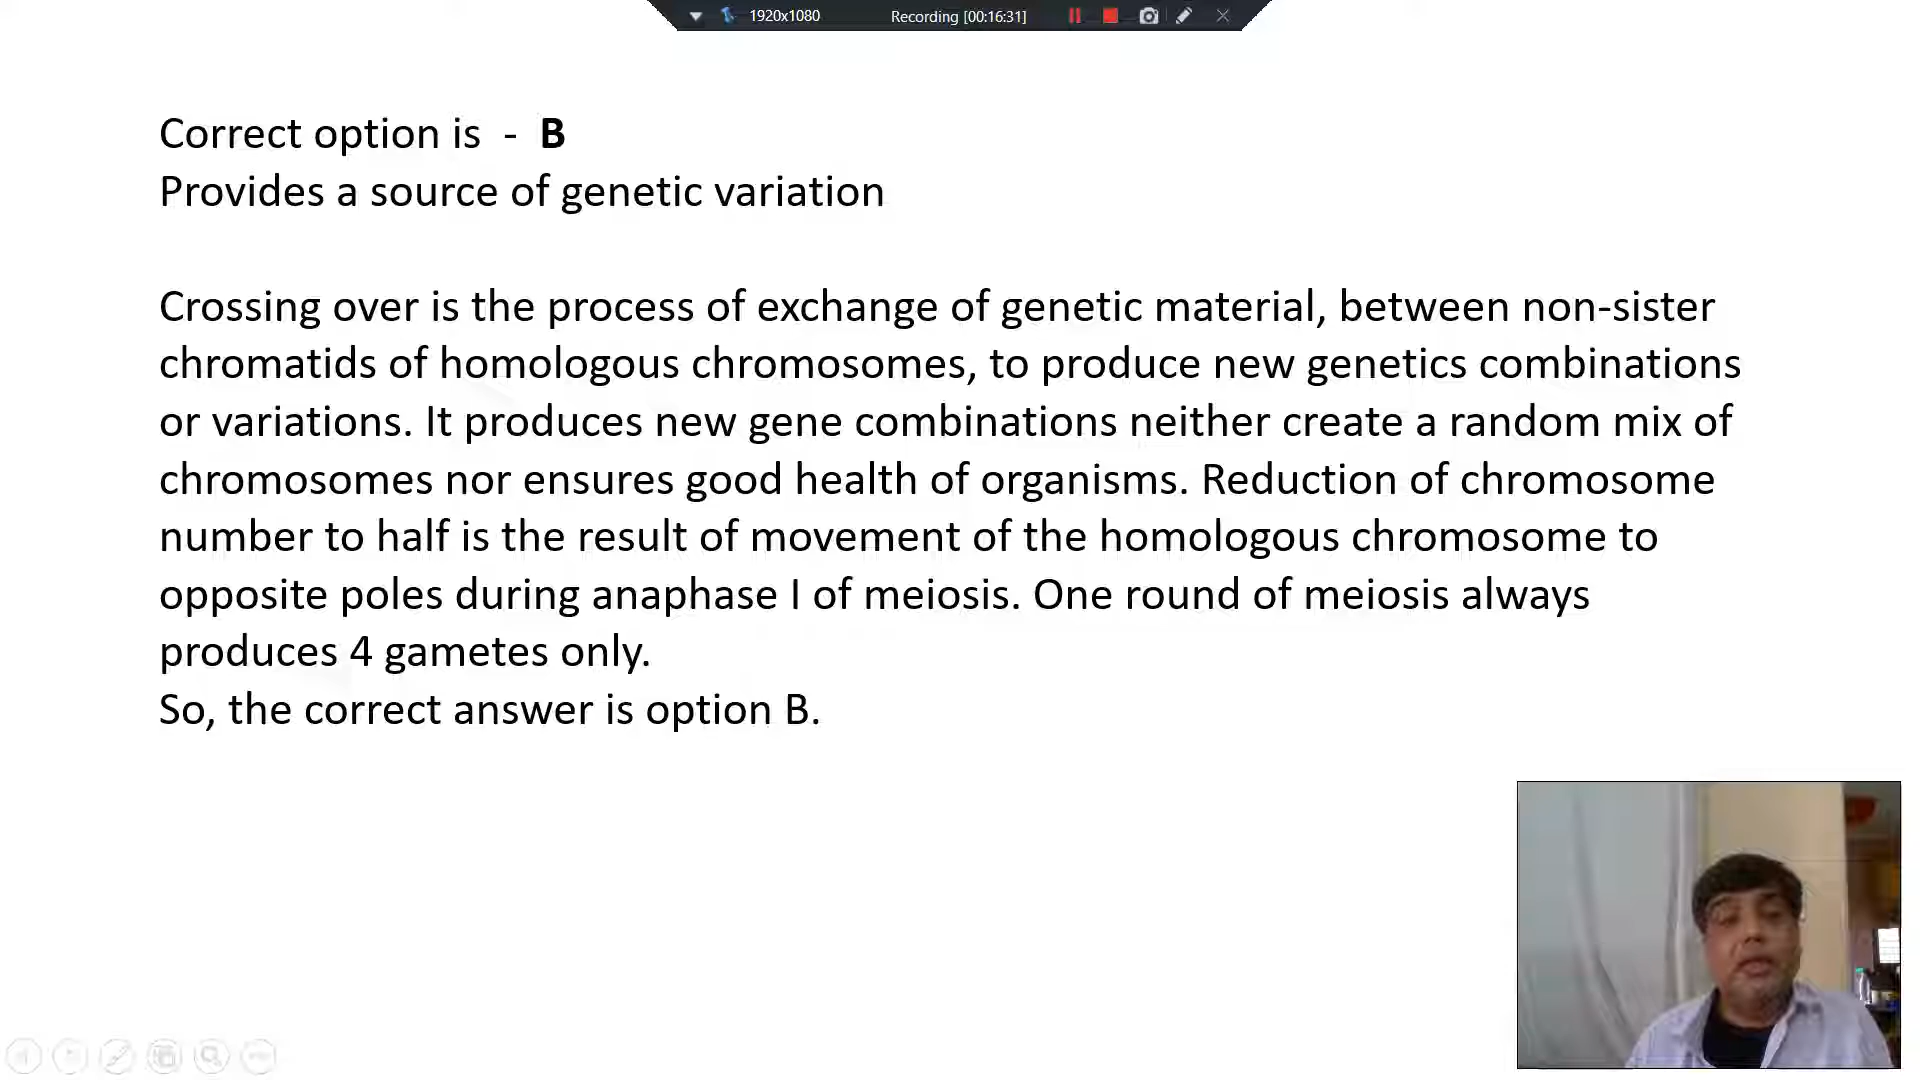 1920x1080 Recording [00:16:31]
Correct option is - B
Provides a source of genetic variation
Crossing over is the process of exchange of genetic material, between non-sister
chromatids of homologous chromosomes, to produce new genetics combinations
or variations. It produces new gene combinations neither create a random mix of
chromosomes nor ensures good health of organisms. Reduction of chromosome
number to half is the result of movement of the homologous chromosome to
opposite poles during anaphase I of meiosis. One round of meiosis always
produces 4 gametes only.
So, the correct answer is option B.